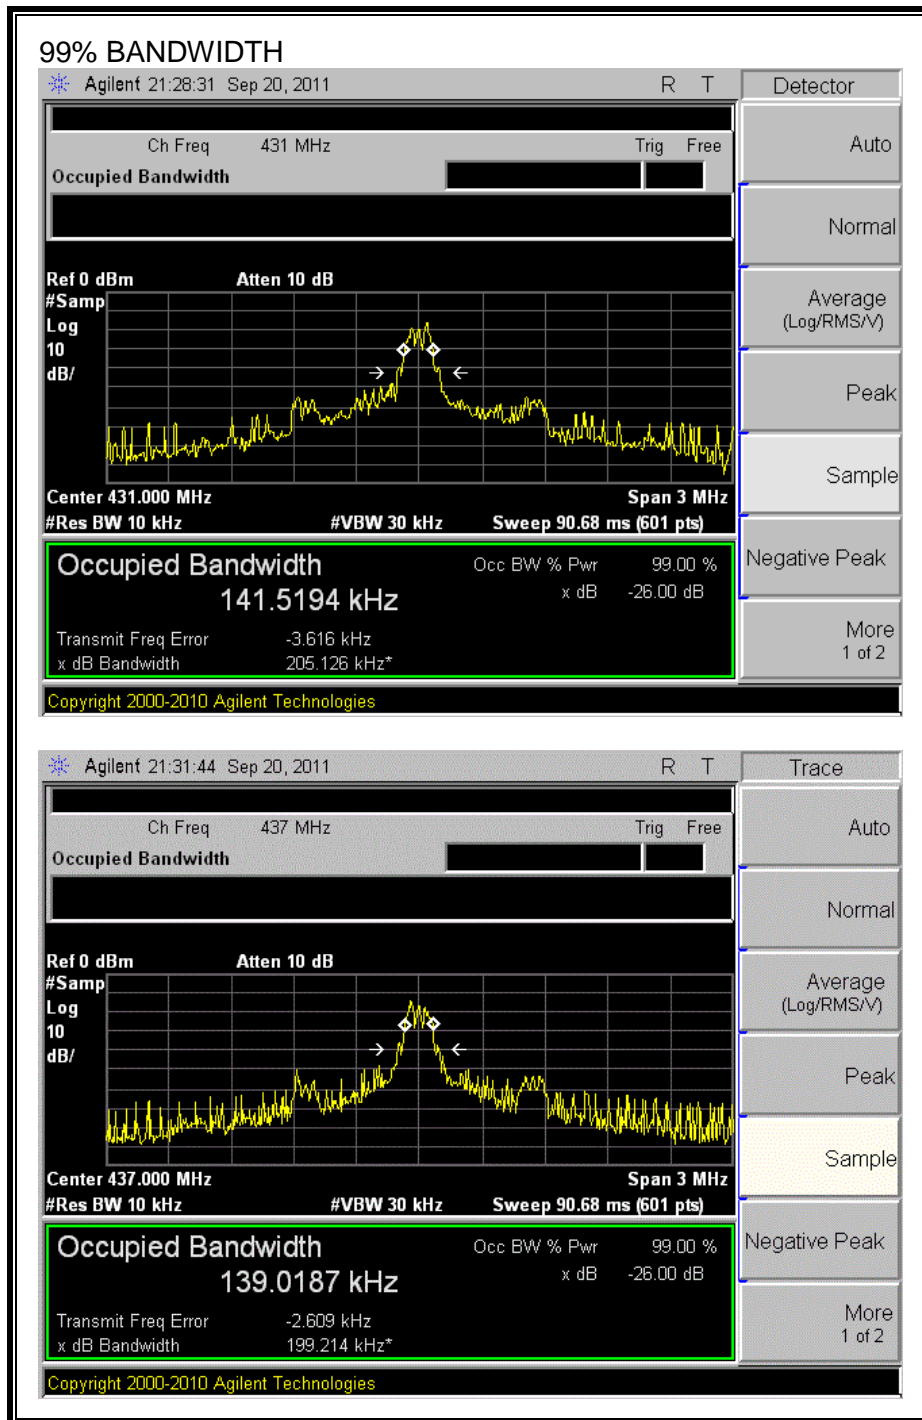 99% BANDWIDTH
Agilent 21:28:31 Sep 20, 2011 R T Detector
Ch Freq 431 MHz Trig Free
Occupied Bandwidth
Auto
Normal
Ref 0 dBm Atten 10 dB
#Samp
Log
10
dB/
Average
(Log/RMS/V)
Peak
Sample
Center 431.000 MHz Span 3 MHz
#Res BW 10 kHz #VBW 30 kHz Sweep 90.68 ms (601 pts)
Occupied Bandwidth Occ BW % Pwr 99.00 %
141.5194 kHz x dB -26.00 dB
Negative Peak
Transmit Freq Error -3.616 kHz
x dB Bandwidth 205.126 kHz*
More
1 of 2
Copyright 2000-2010 Agilent Technologies
Agilent 21:31:44 Sep 20, 2011 R T Trace
Ch Freq 437 MHz Trig Free
Occupied Bandwidth
Auto
Normal
Ref 0 dBm Atten 10 dB
#Samp
Log
10
dB/
Average
(Log/RMS/V)
Peak
Sample
Center 437.000 MHz Span 3 MHz
#Res BW 10 kHz #VBW 30 kHz Sweep 90.68 ms (601 pts)
Occupied Bandwidth Occ BW % Pwr 99.00 %
139.0187 kHz x dB -26.00 dB
Negative Peak
Transmit Freq Error -2.609 kHz
x dB Bandwidth 199.214 kHz*
More
1 of 2
Copyright 2000-2010 Agilent Technologies